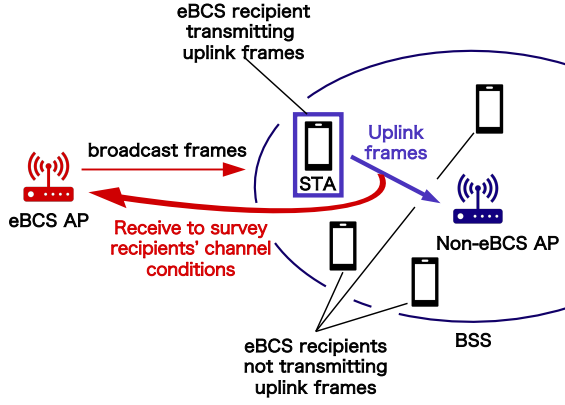 eBCS recipient
transmitting
uplink frames
broadcast frames
Uplink
frames
STA
eBCS AP
Non-eBCS AP
Receive to survey
recipients' channel
conditions
BSS
eBCS recipients
not transmitting
uplink frames